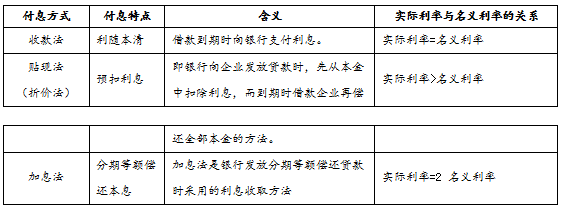 付息方式 付息特点 含义 实际利率与名义利率的关系
收款法 利随本清 借款到期时向银行支付利息。 实际利率=名义利率
贴现法
（折价法） 预扣利息 即银行向企业发放贷款时，先从本金
中扣除利息，而到期时借款企业再偿 实际利率>名义利率
还全部本金的方法。
加息法 分期等额偿
还本息 加息法是银行发放分期等额偿还贷款
时采用的利息收取方法 实际利率=2 名义利率